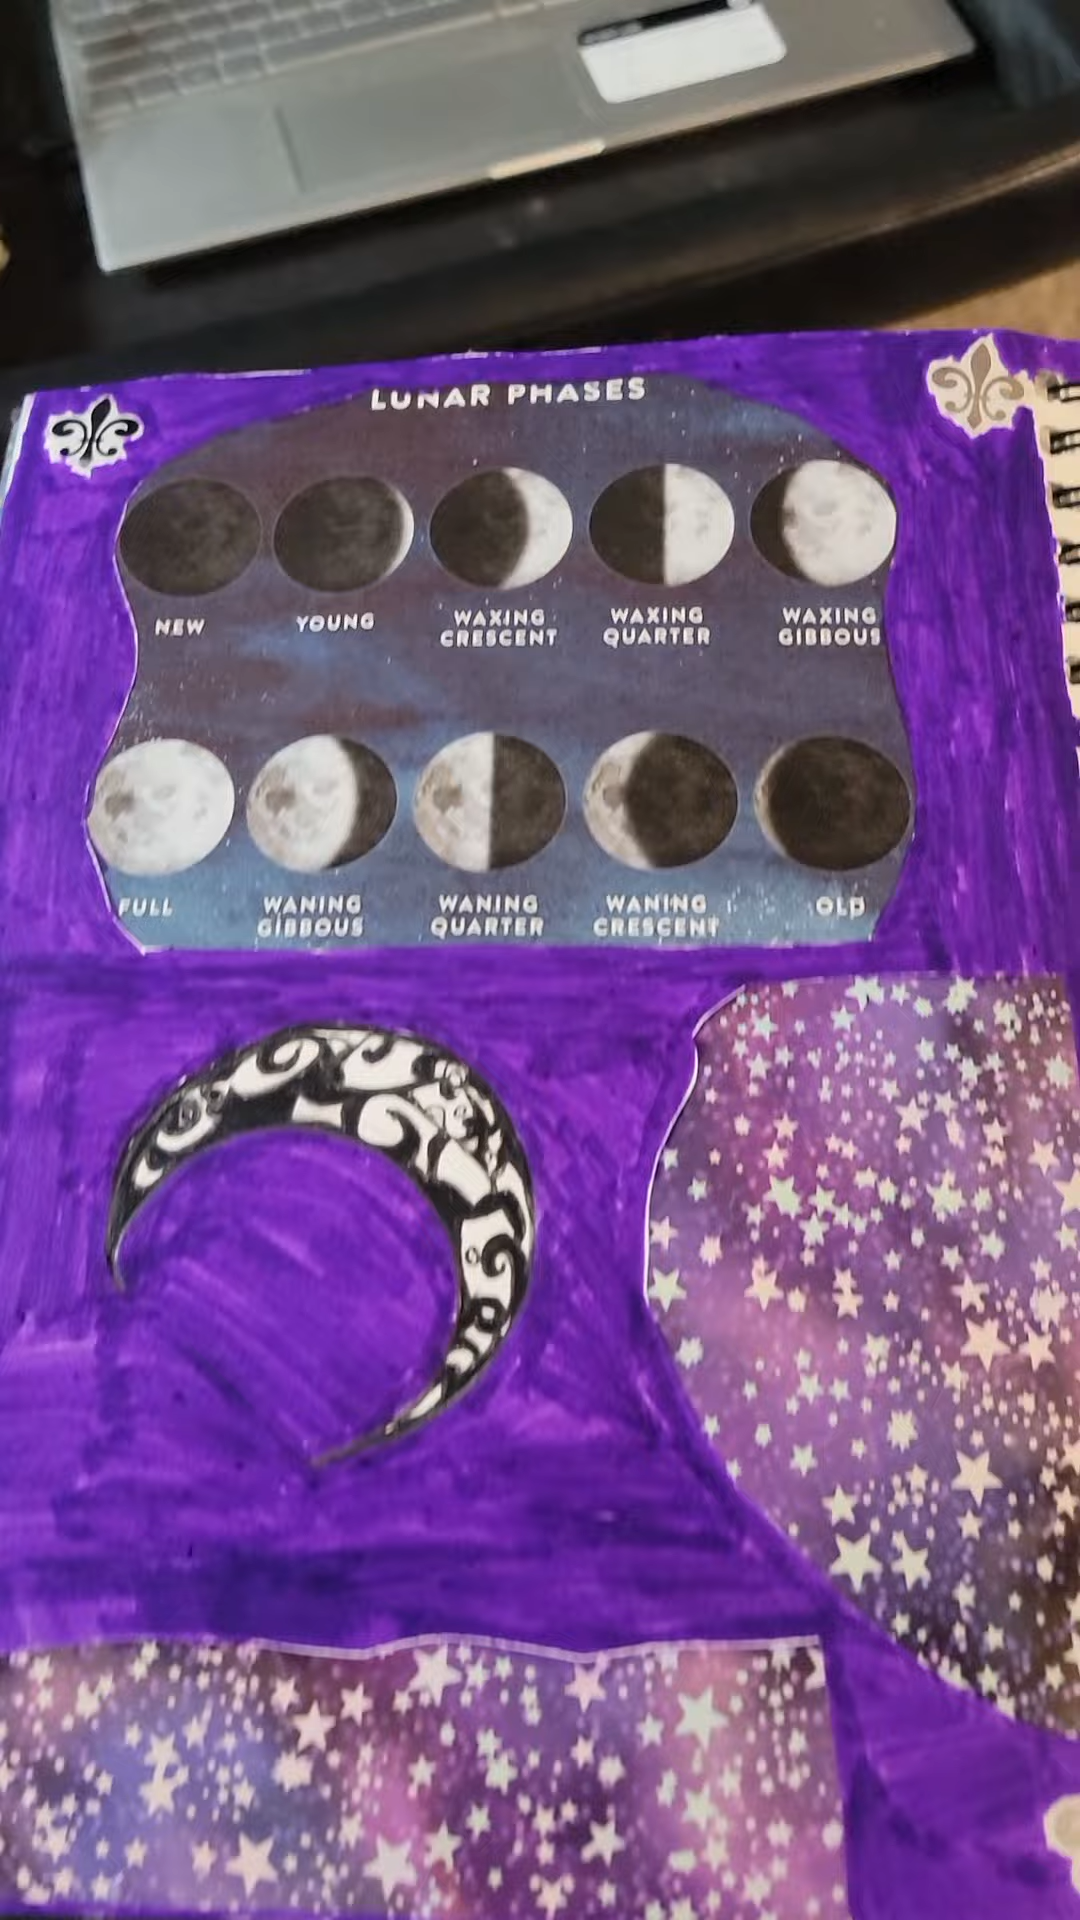 LUNAR PHASES
NEW
YOUNG
WAXING
CRESCENT
WAXING
QUARTER
WAXING
GIBBOUS
FULL
WANING
GIBBOUS
WANING
QUARTER
WANING
CRESCENT
OLD